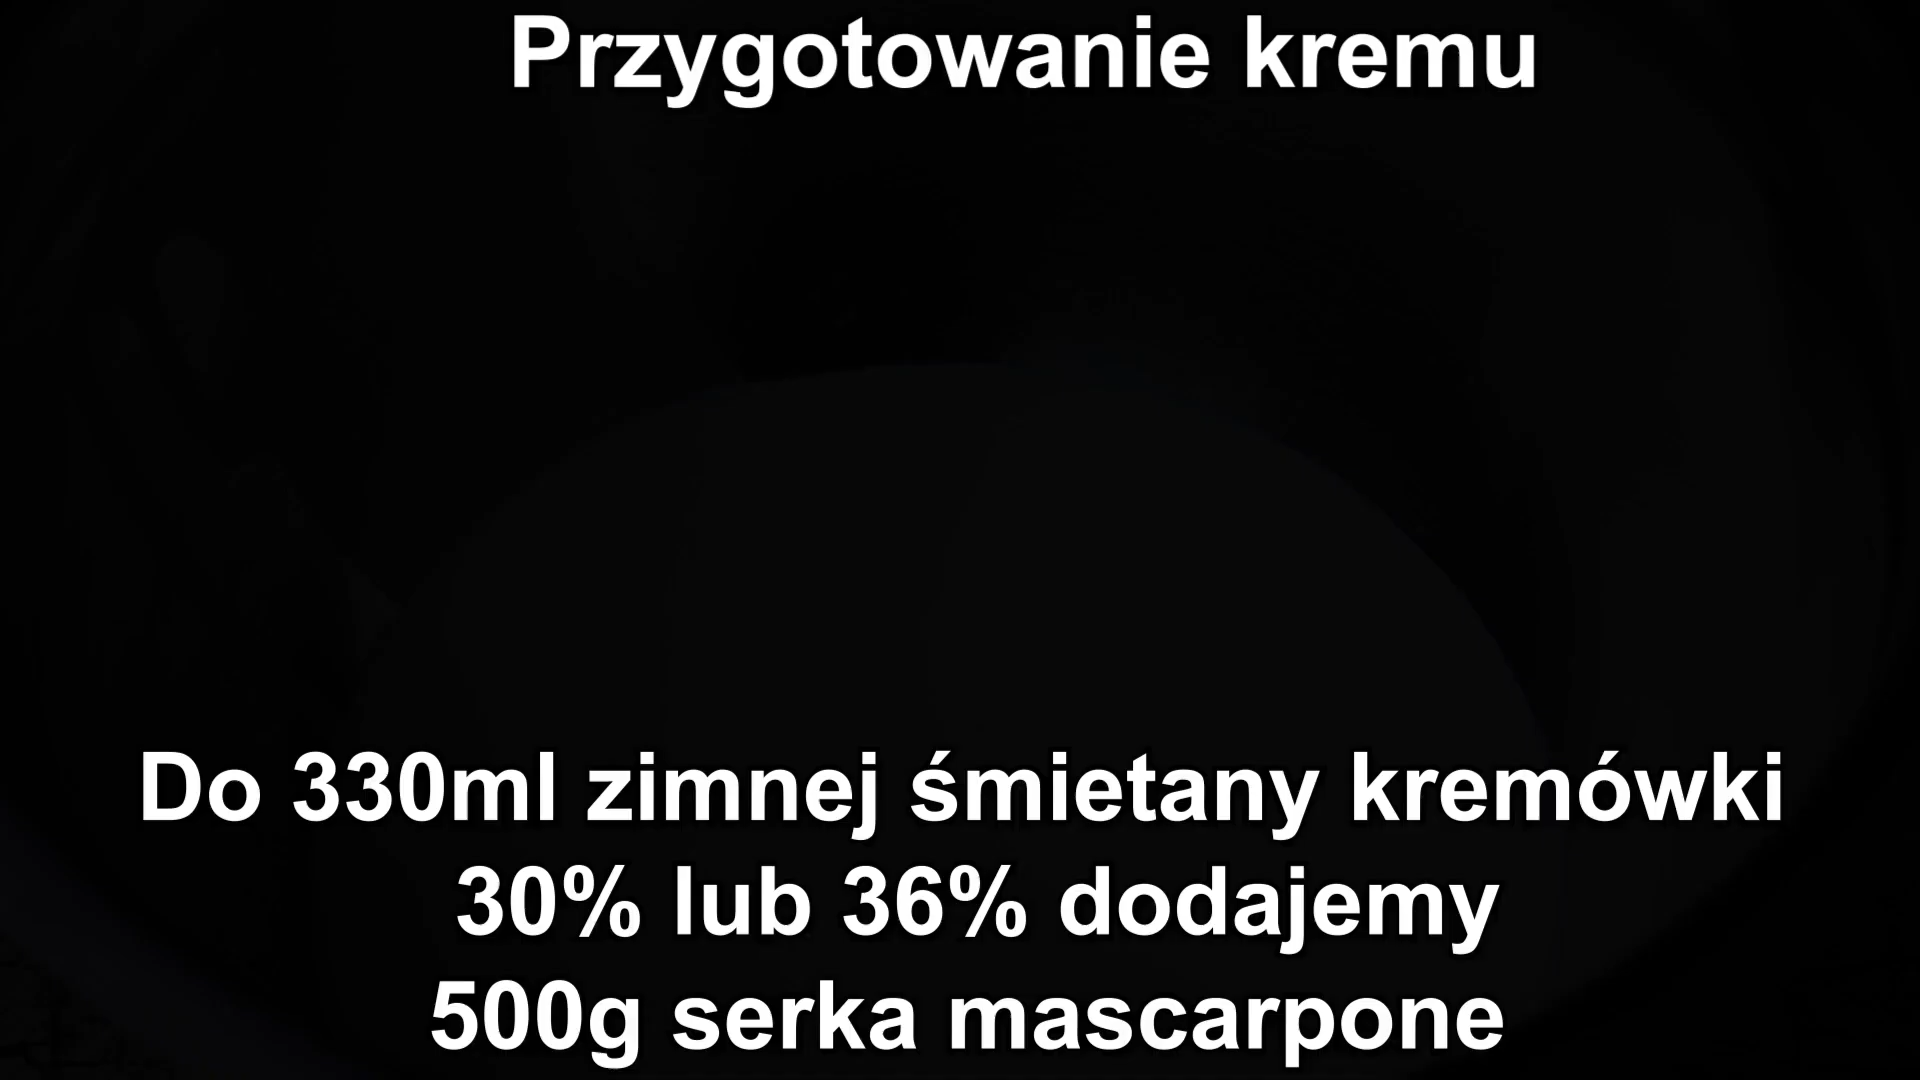 Przygotowanie kremu
Do 330ml zimnej śmietany kremówki
30% lub 36% dodajemy
500g serka mascarpone